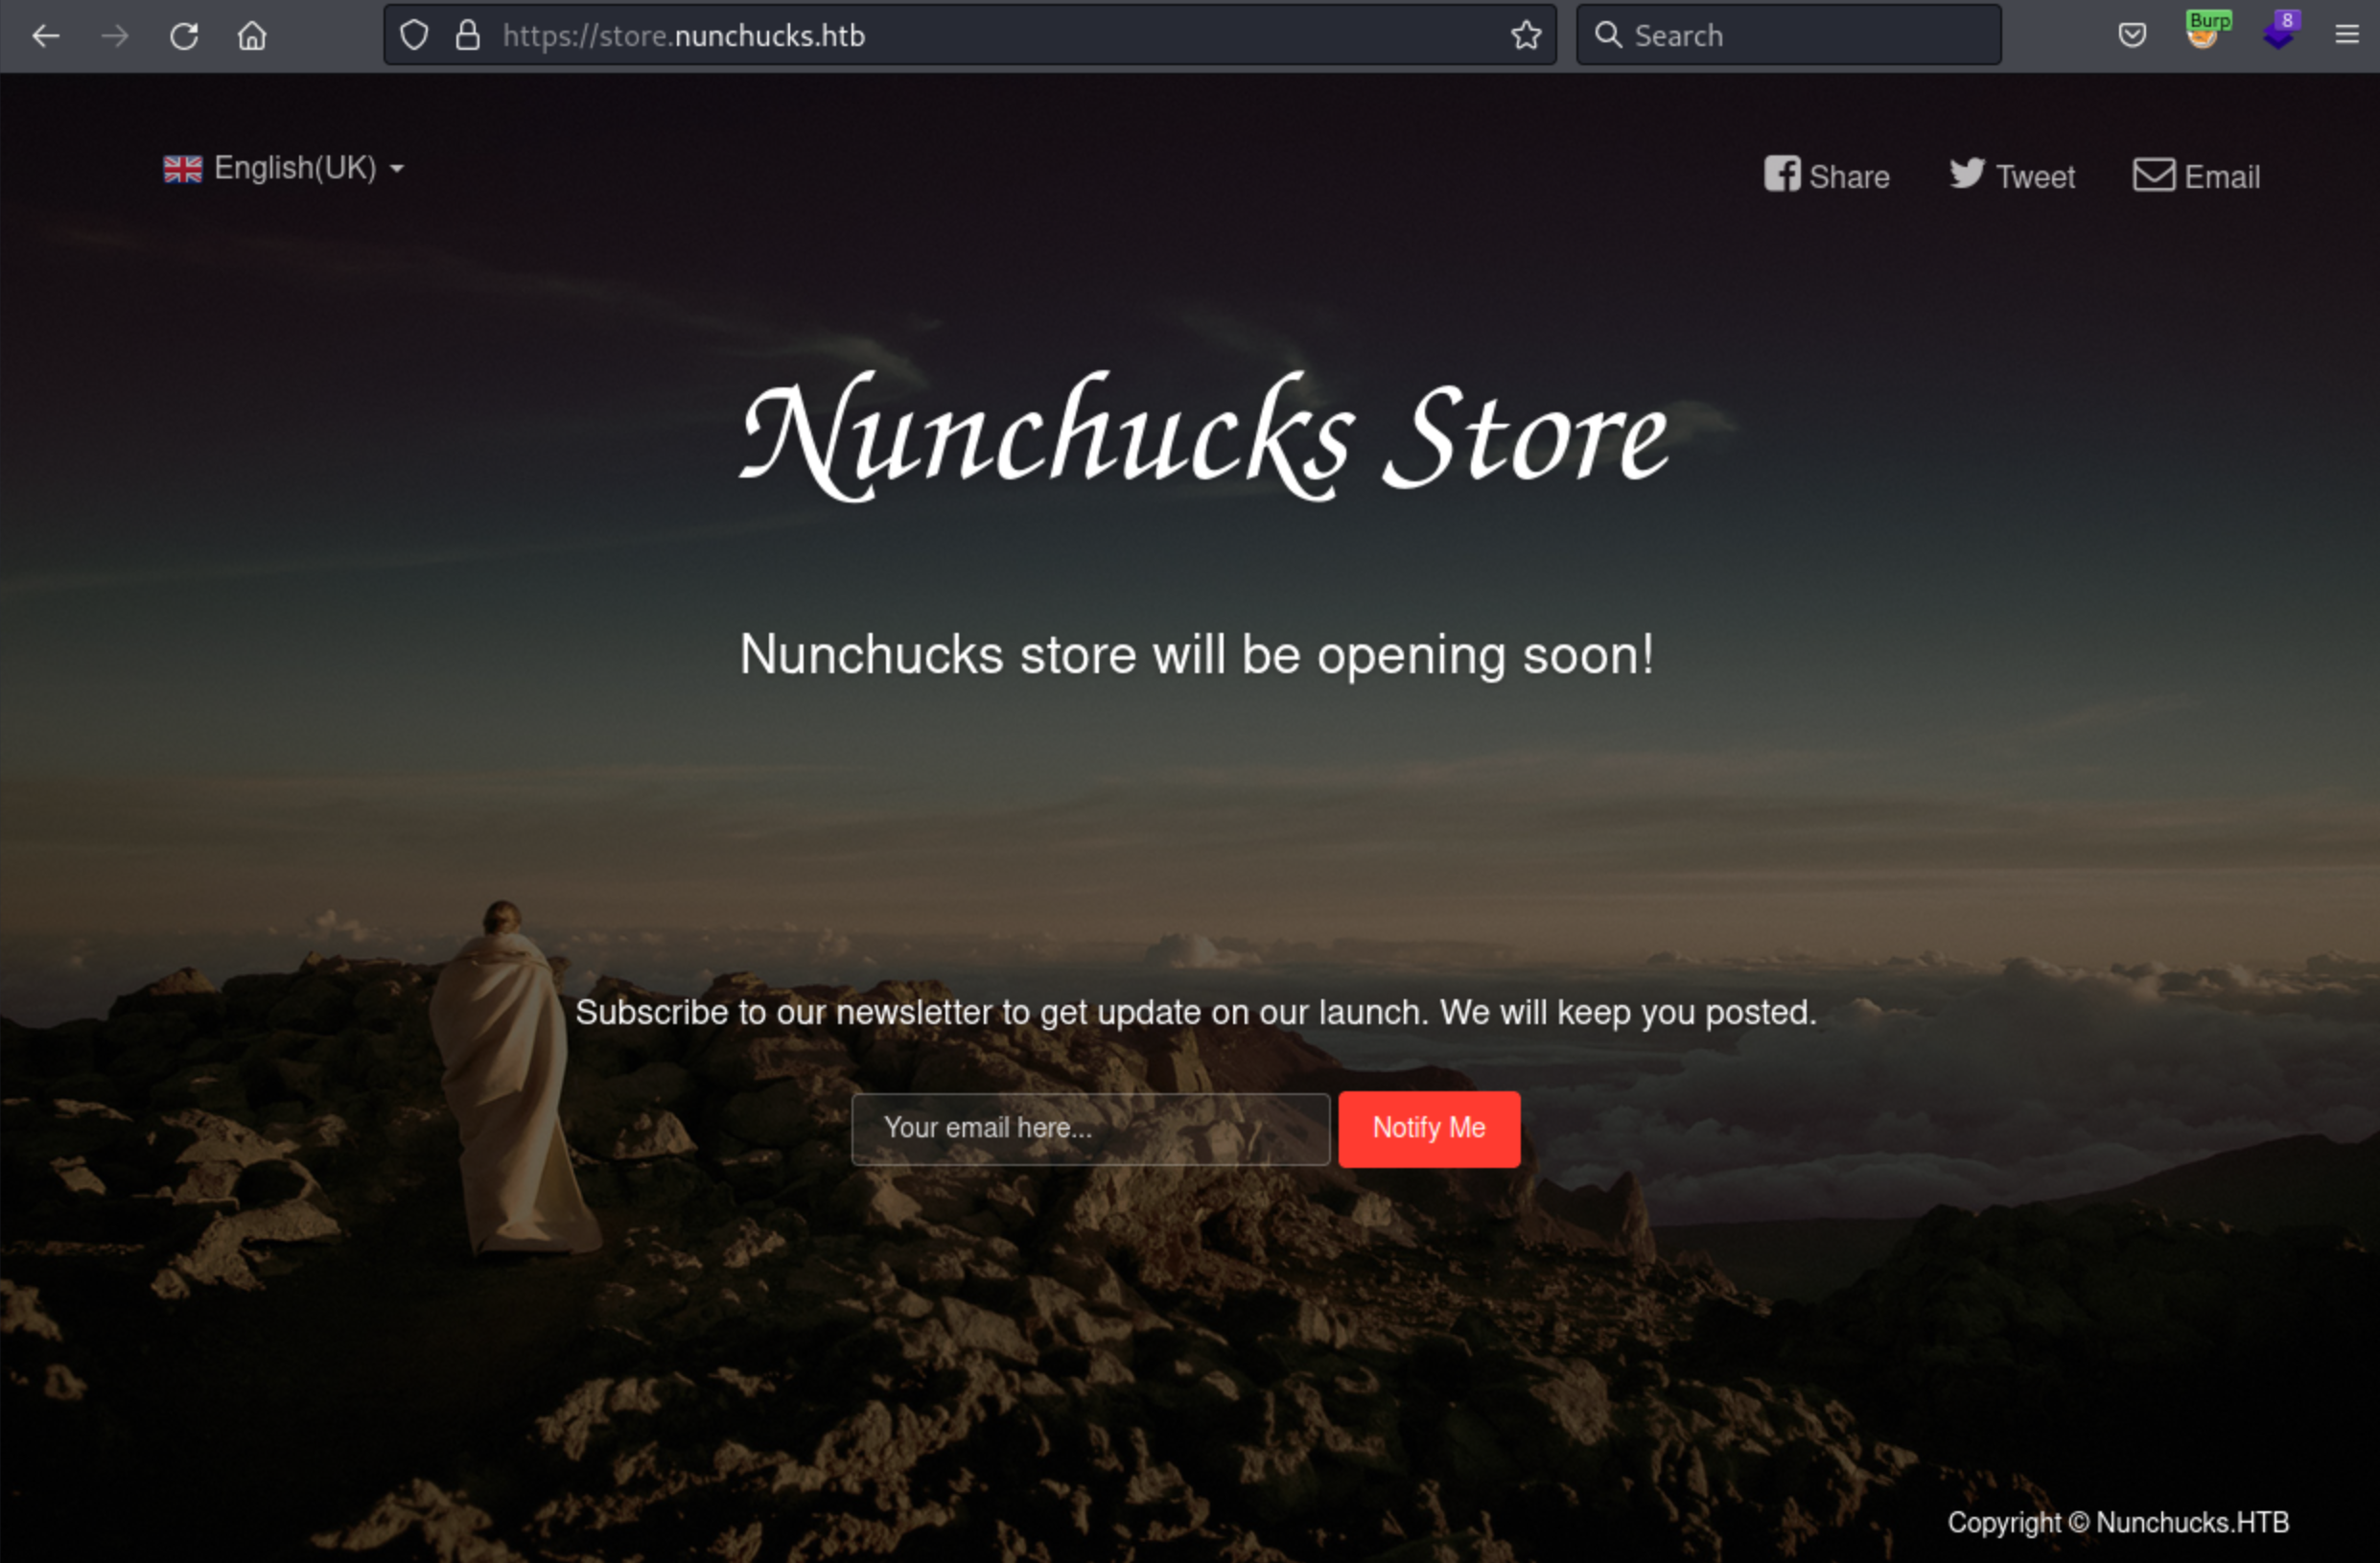 https://store.nunchucks.htb
Search
Burp
8
English(UK)
Share
Tweet
Email
Nunchucks Store
Nunchucks store will be opening soon!
Subscribe to our newsletter to get update on our launch. We will keep you posted.
Your email here...
Notify Me
Copyright © Nunchucks.HTB